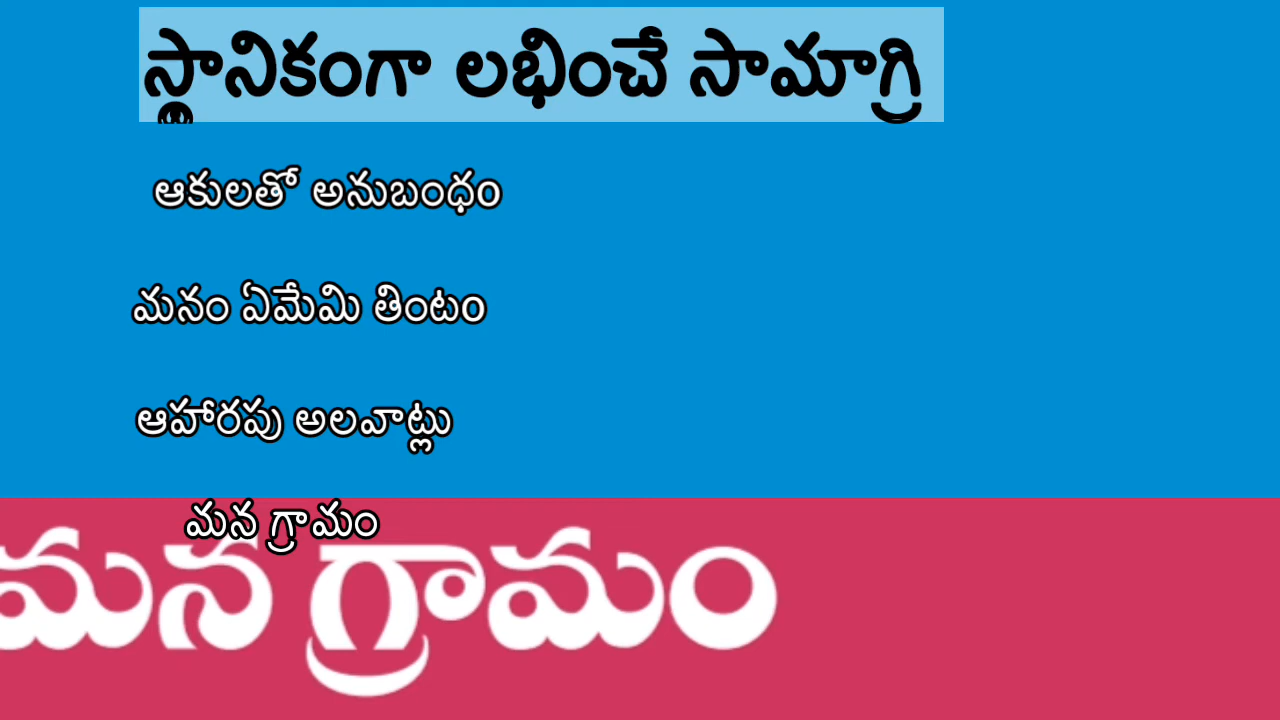 స్థానికంగా లభించే సామాగ్రి
ఆకులతో అనుబంధం
మనం ఏమేమి తింటం
ఆహారపు అలవాట్లు
మన గ్రామం
మన గ్రామం